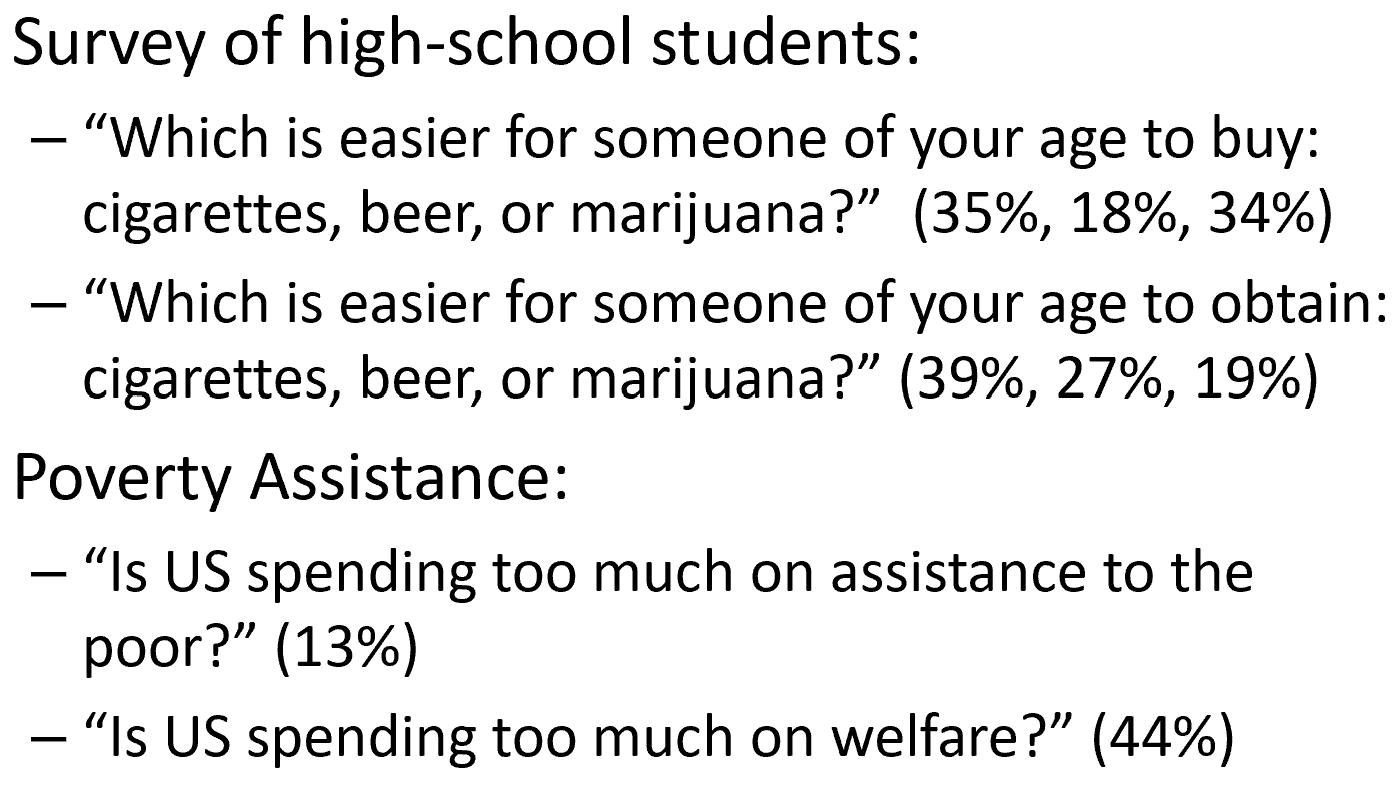 Survey of high-school students:
– “Which is easier for someone of your age to buy:
cigarettes, beer, or marijuana?”  (35%, 18%, 34%)
– “Which is easier for someone of your age to obtain:
cigarettes, beer, or marijuana?” (39%, 27%, 19%)
Poverty Assistance:
– “Is US spending too much on assistance to the
poor?” (13%)
– “Is US spending too much on welfare?” (44%)